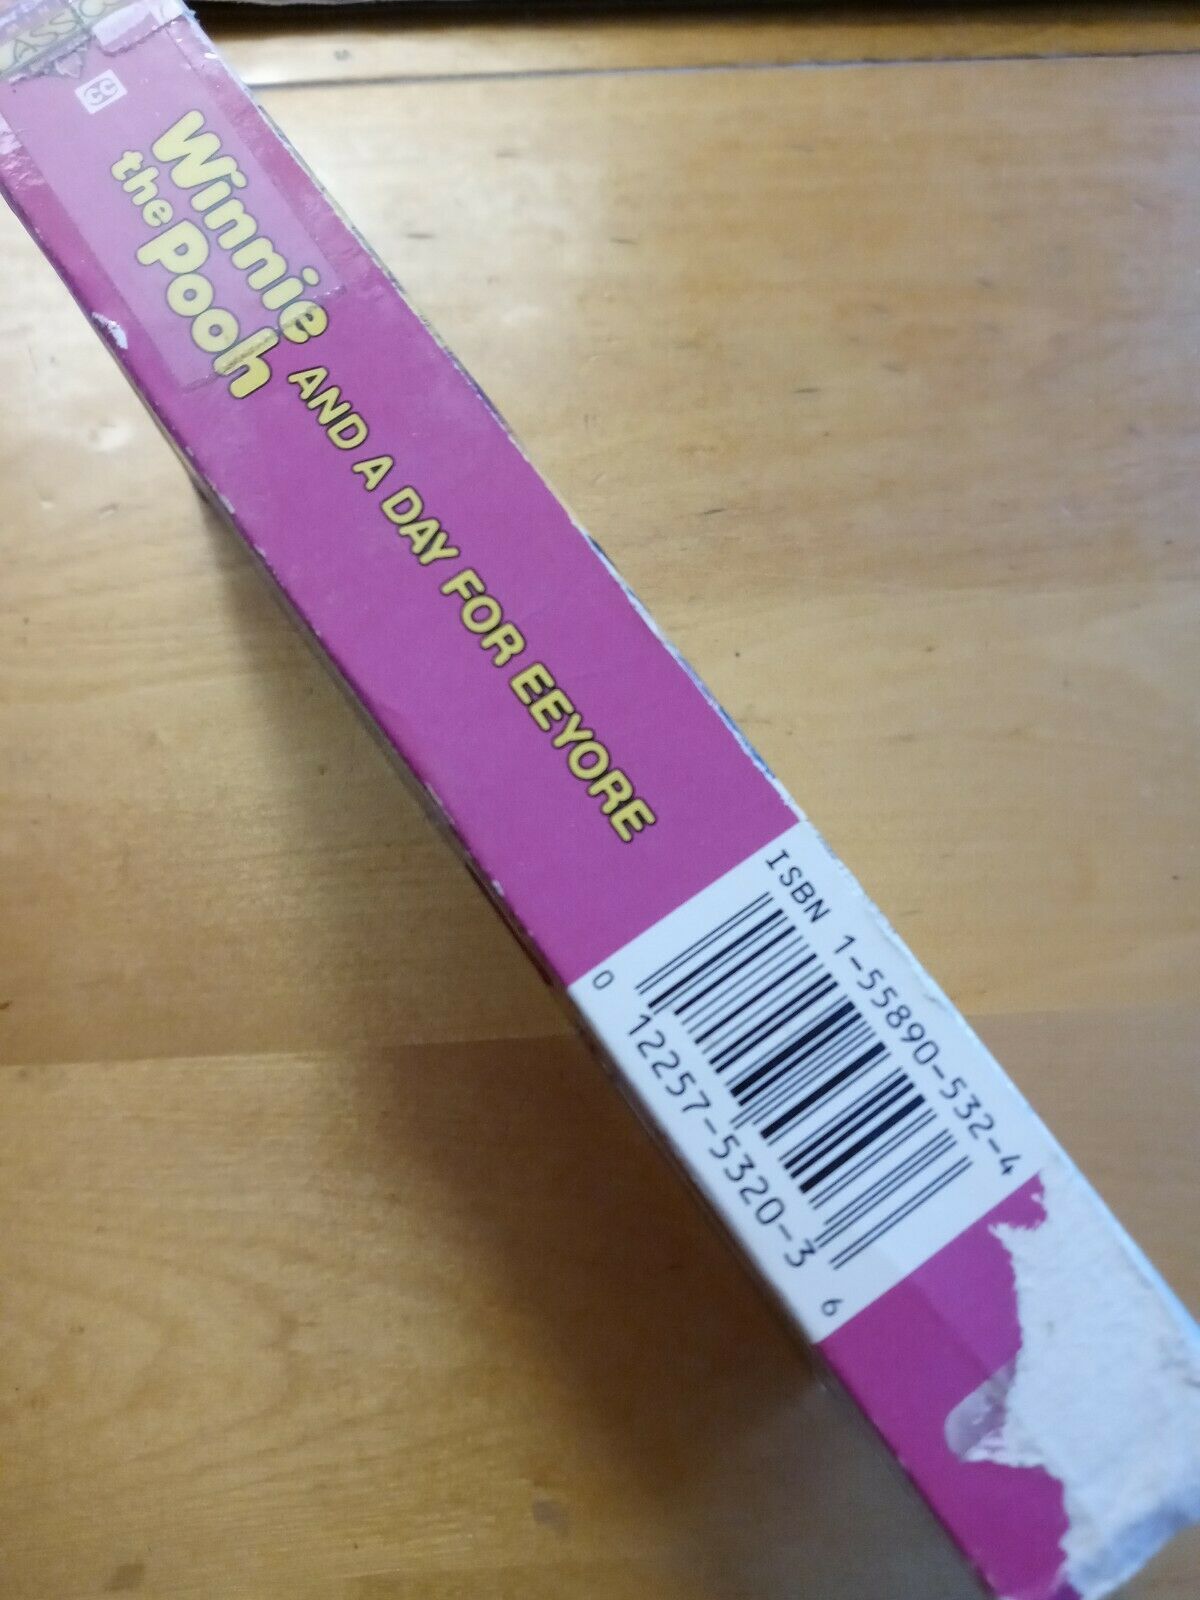 CC
Winnie
the Pooh
AND A DAY FOR EEYORE
ISBN 1-55890-532-4
0 12257-5320-3 6